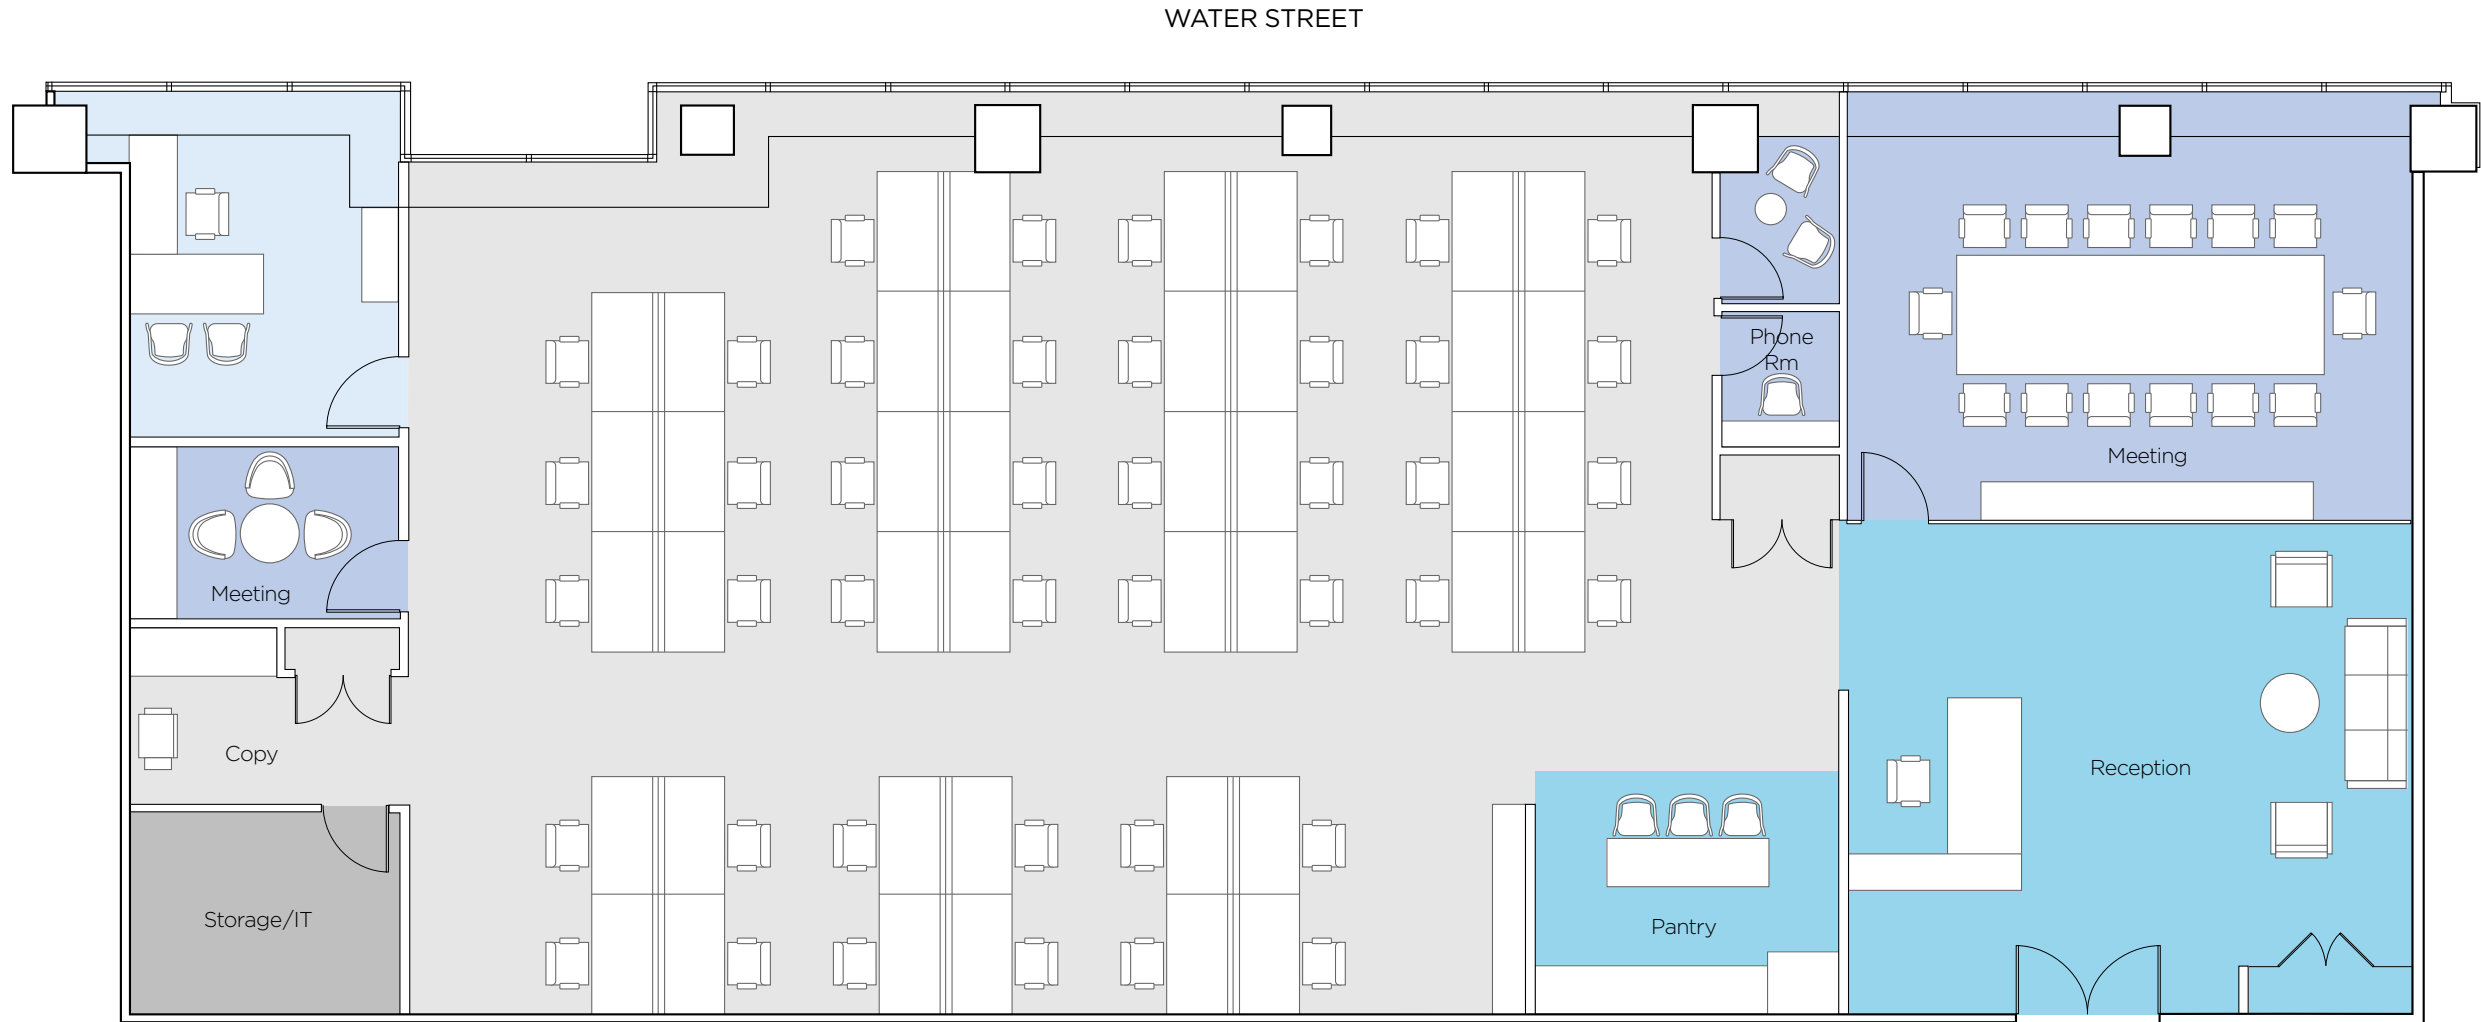 WATER STREET
Phone
Rm
Meeting
Meeting
Copy
Reception
Storage/IT
Pantry